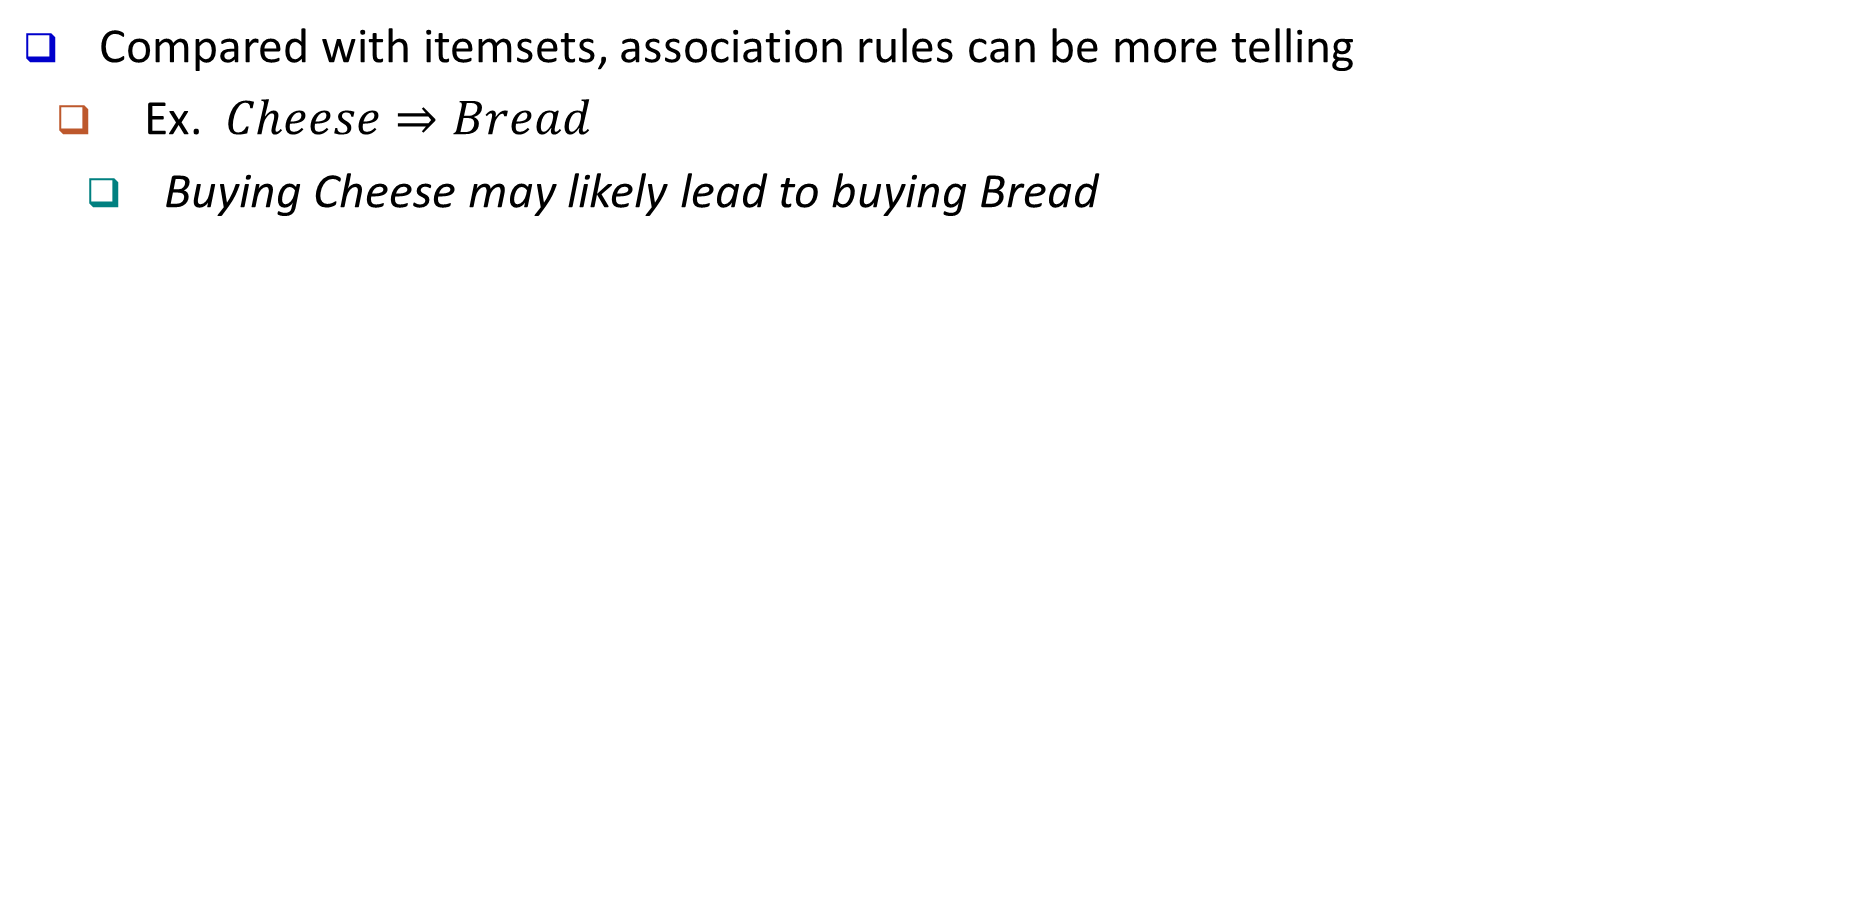 Compared with itemsets, association rules can be more telling
Ex. Cheese ⇒ Bread
Buying Cheese may likely lead to buying Bread